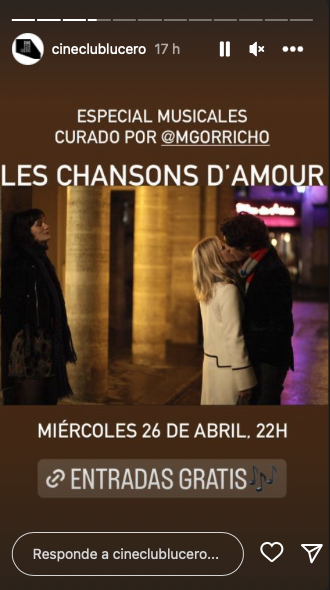 cineclublucero 17 h
ESPECIAL MUSICALES
CURADO POR @MGORRICHO
LES CHANSONS D'AMOUR
MIÉRCOLES 26 DE ABRIL, 22H
ENTRADAS GRATIS
Responde a cineclublucero...